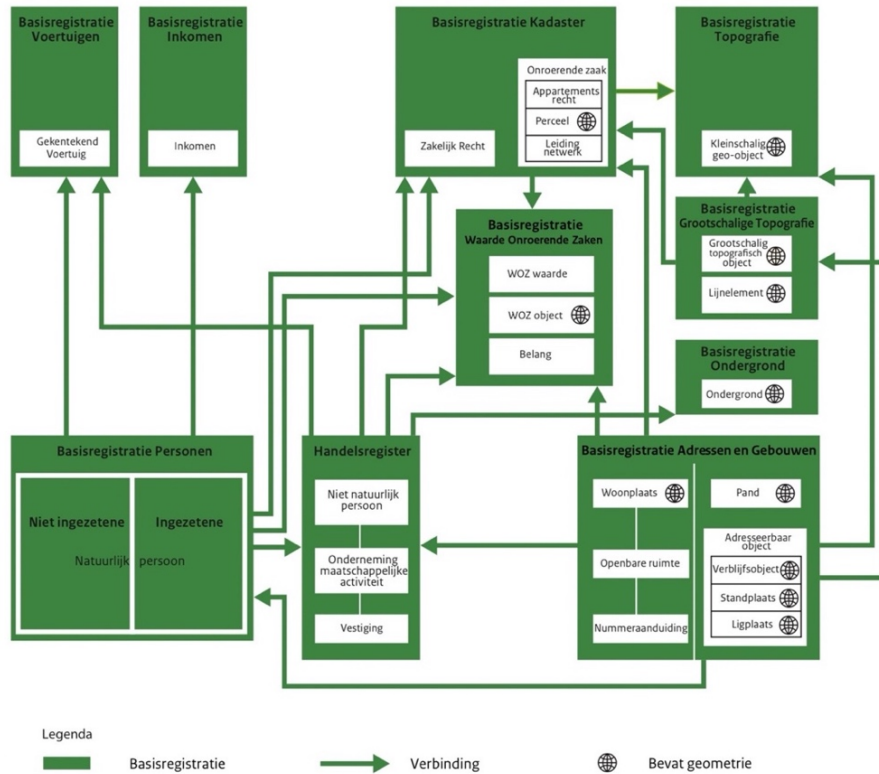 Basisregistratie
Voertuigen
Gekentekend
Voertuig
Basisregistratie
Inkomen
Inkomen
Basisregistratie Kadaster
Onroerende zaak
Appartements
recht
Perceel
Leiding
netwerk
Zakelijk Recht
Basisregistratie
Topografie
Kleinschalig
geo-object
Basisregistratie
Grootschalige Topografie
Grootschalig
topografisch
object
Lijnelement
Basisregistratie
Waarde Onroerende Zaken
WOZ waarde
WOZ object
Belang
Basisregistratie
Ondergrond
Ondergrond
Basisregistratie Personen
Niet ingezetene
Ingezetene
Natuurlijk persoon
Handelsregister
Niet natuurlijk
persoon
Onderneming
maatschappelijke
activiteit
Vestiging
Basisregistratie Adressen en Gebouwen
Woonplaats
Openbare ruimte
Nummeraanduiding
Pand
Adresseerbaar
object
Verblijfsobject
Standplaats
Ligplaats
Legenda
Basisregistratie
Verbinding
Bevat geometrie